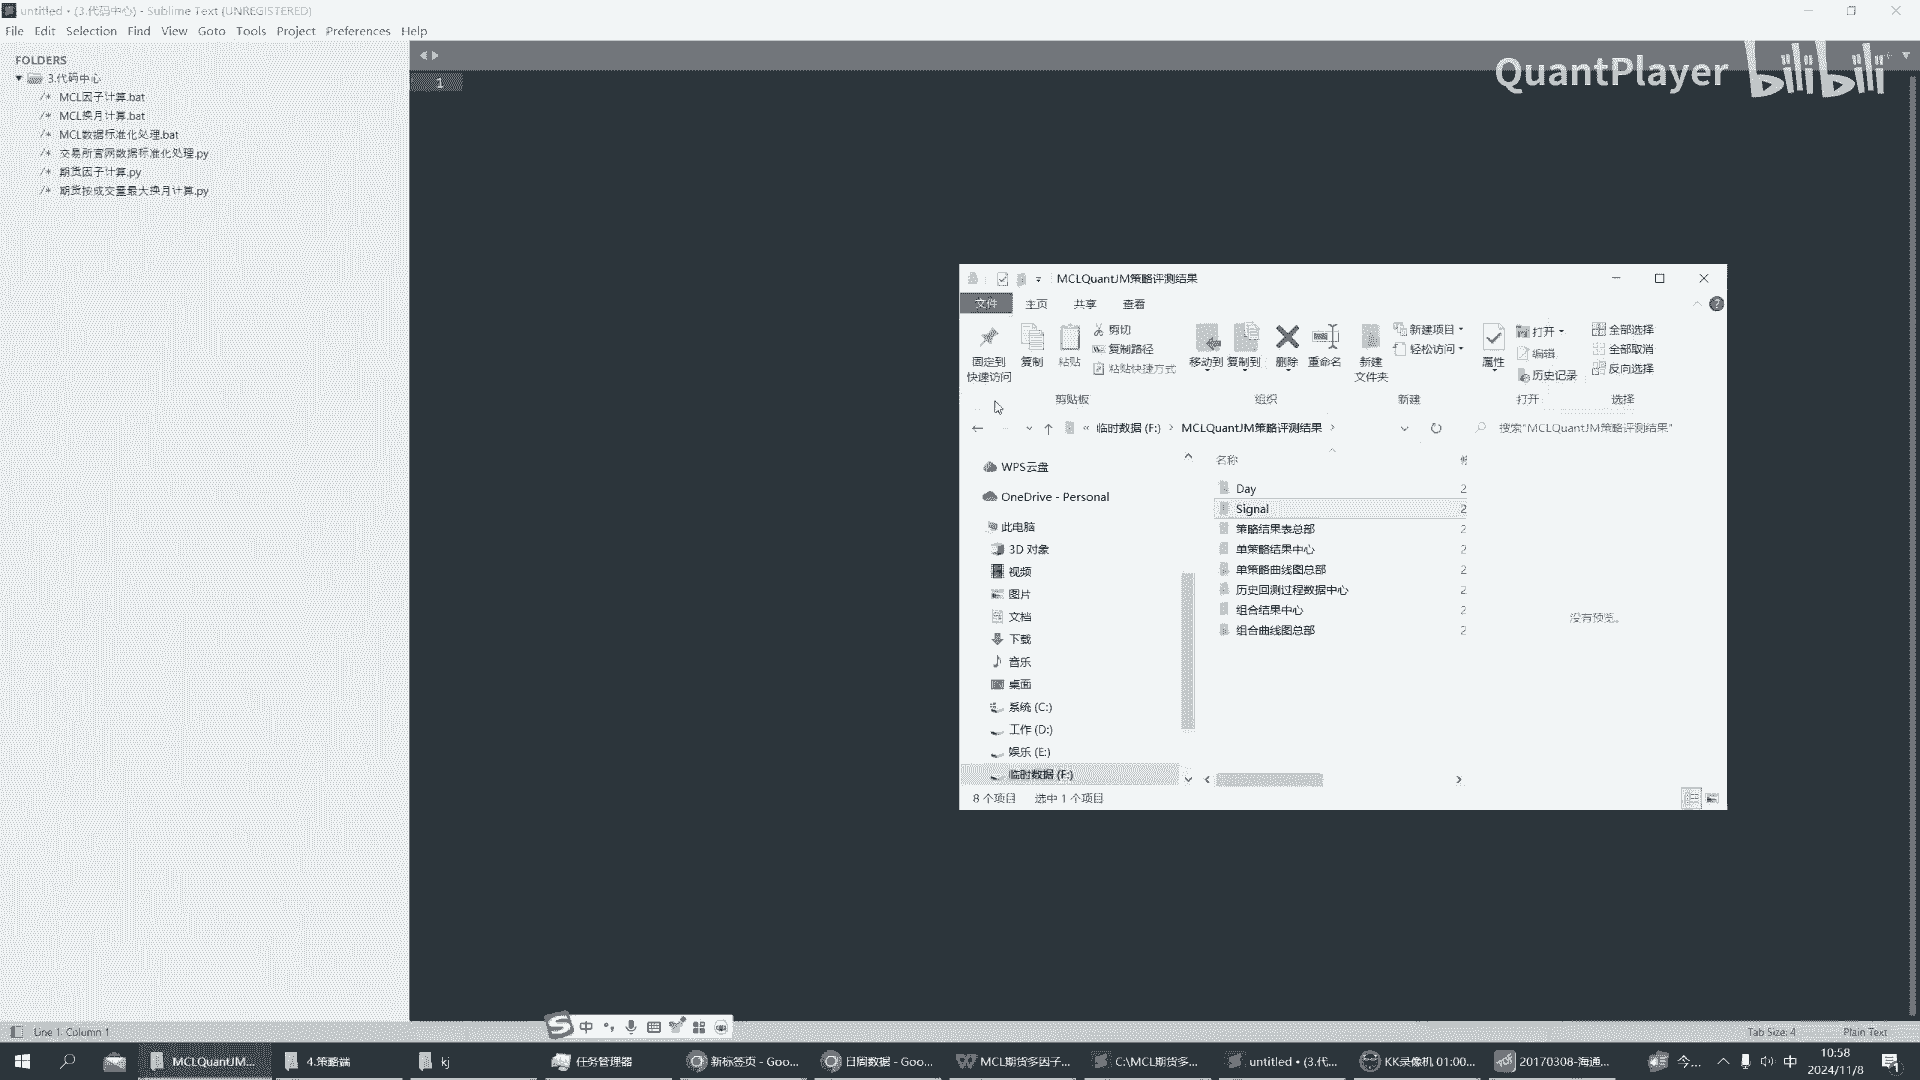 untitled • (3.代码中心) - Sublime Text (UNREGISTERED)
File Edit Selection Find View Goto Tools Project Preferences Help
FOLDERS
3.代码中心
/* MCL因子计算.bat
/* MCL换月计算.bat
/* MCL数据标准化处理.bat
/* 交易所官网数据标准化处理.py
/* 期货因子计算.py
/* 期货按成交量最大换月计算.py
1
QuantPlayer bilibili
MCLQuantJM策略评测结果
文件 主页 共享 查看
固定到快速访问
复制
粘贴
剪切
复制路径
粘贴快捷方式
移动到
复制到
删除
重命名
新建文件夹
新建项目
轻松访问
属性
打开
编辑
历史记录
全部选择
全部取消
反向选择
剪贴板 组织 新建 打开 选择
« 临时数据 (F:) › MCLQuantJM策略评测结果 ›
搜索"MCLQuantJM策略评测结果"
WPS云盘
OneDrive - Personal
此电脑
3D 对象
视频
图片
文档
下载
音乐
桌面
系统 (C:)
工作 (D:)
娱乐 (E:)
临时数据 (F:)
名称
Day 2
Signal 2
策略结果表总部 2
单策略结果中心 2
单策略曲线图总部 2
历史回测过程数据中心 2
组合结果中心 2
组合曲线图总部 2
没有预览。
8 个项目 选中 1 个项目
Line 1, Column 1
中
Tab Size: 4 Plain Text
MCLQuantJM...
4.策略端
kj
任务管理器
新标签页 - Goo...
日周数据 - Goo...
MCL期货多因子...
C:\MCL期货多...
untitled • (3.代...
KK录像机 01:00...
20170308-海通...
今...
中
10:58
2024/11/8
1